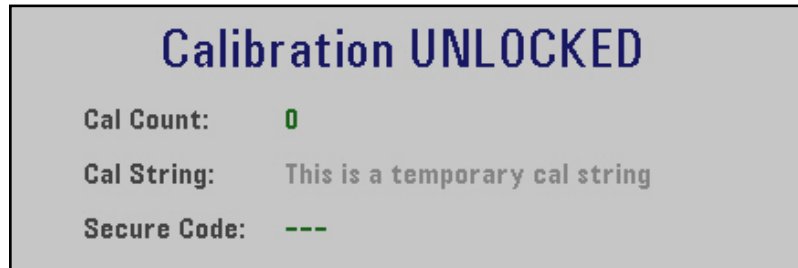 Calibration UNLOCKED
Cal Count: 0
Cal String: This is a temporary cal string
Secure Code: ---